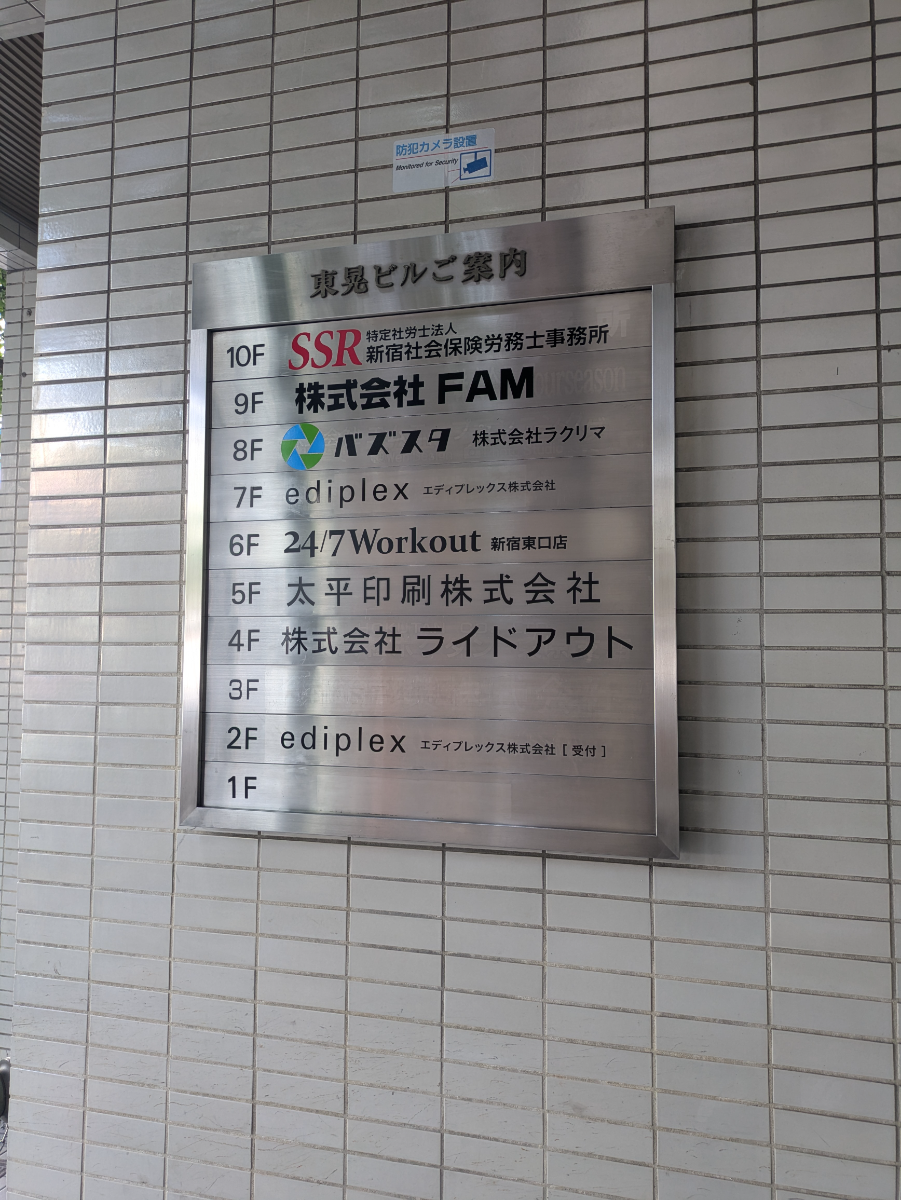 防犯カメラ設置
Monitored for Security
東晃ビルご案内
10F SSR 特定社労士法人
新宿社会保険労務士事務所
9F 株式会社 FAM
8F バズスタ 株式会社ラクリマ
7F ediplex エディプレックス株式会社
6F 24/7Workout 新宿東口店
5F 太平印刷株式会社
4F 株式会社 ライドアウト
3F
2F ediplex エディプレックス株式会社 [ 受付 ]
1F